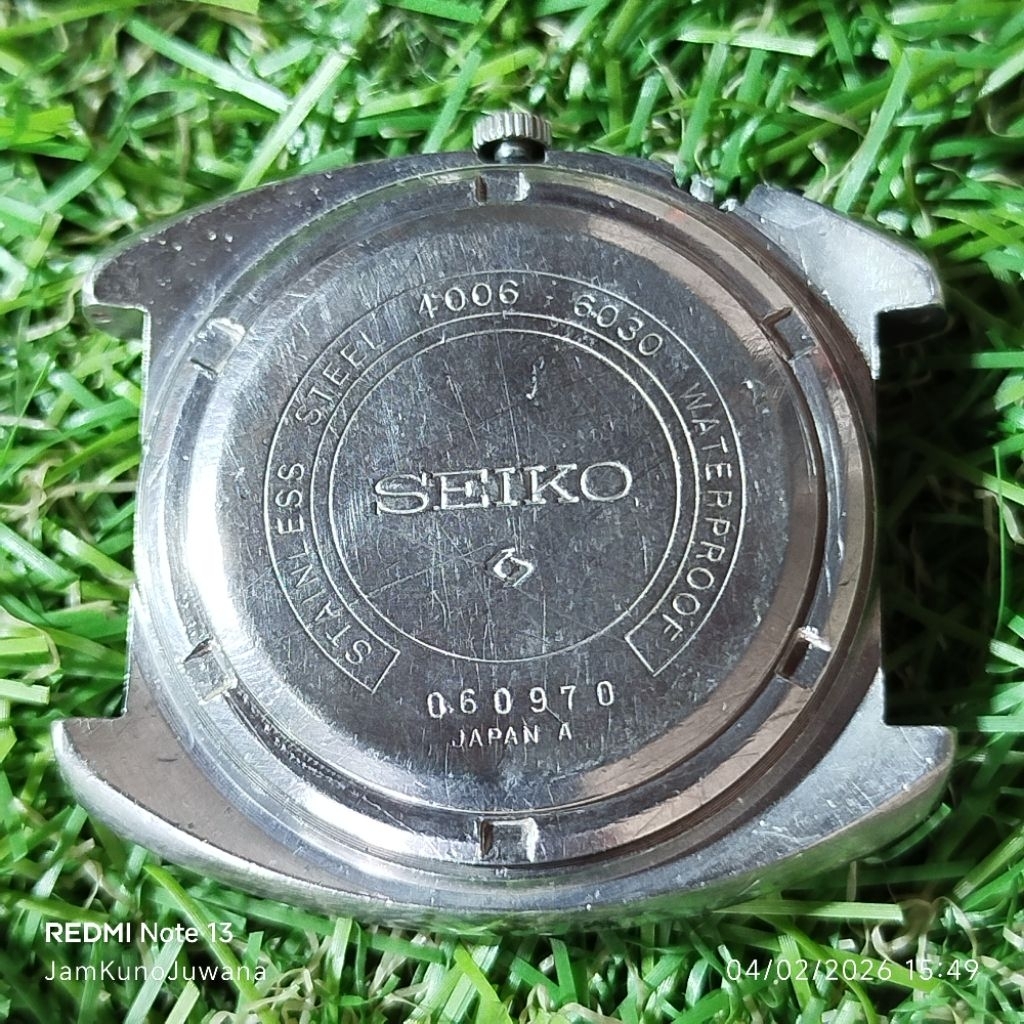 STAINLESS STEEL 4006 - 6030 WATERPROOF
SEIKO
060970
JAPAN A
REDMI Note 13
JamKunoJuwana
04/02/2026 15:49